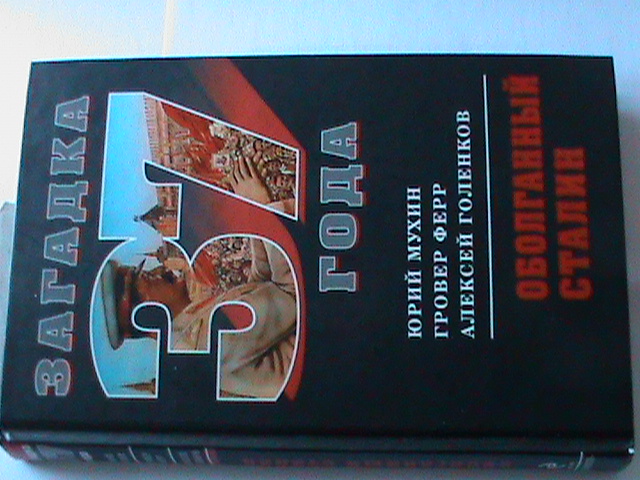 ЗАГАДКА
37
ГОДА
ЮРИЙ МУХИН
ГРОВЕР ФЕРР
АЛЕКСЕЙ ГОЛЕНКОВ
ОБОЛГАННЫЙ
СТАЛИН